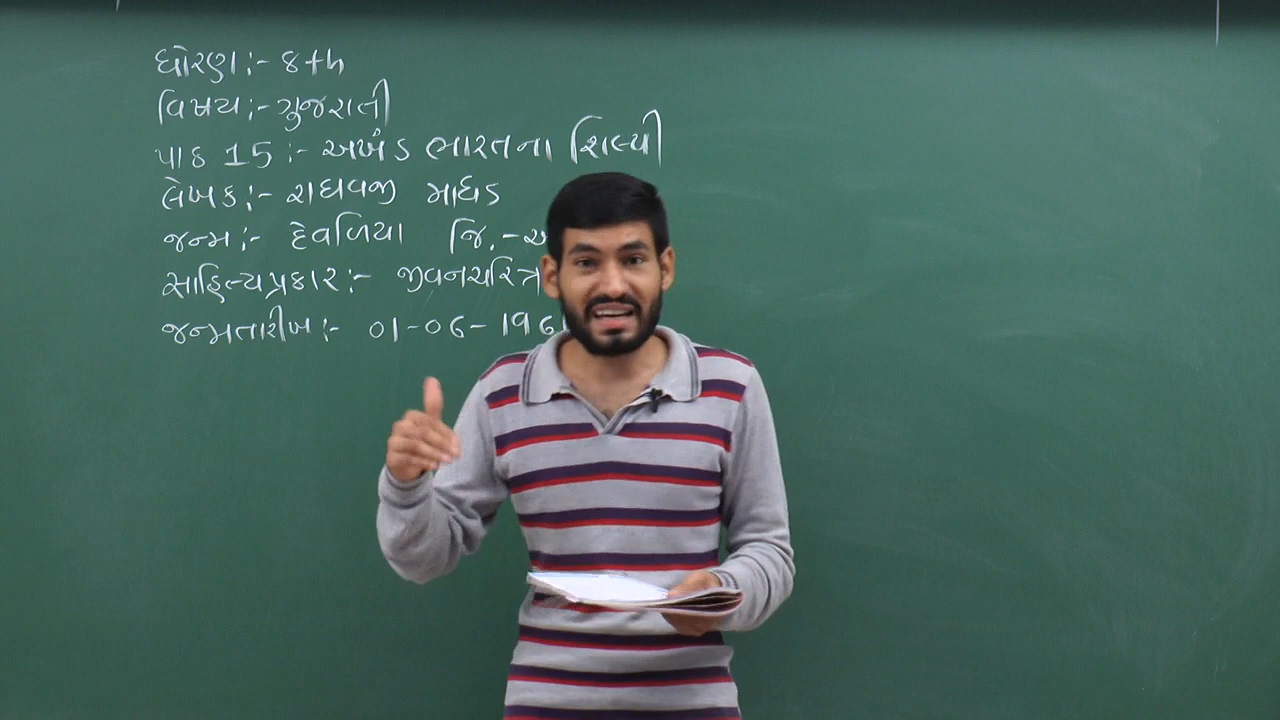 ધોરણ :- 8th
વિષય :- ગુજરાતી
પાઠ 15 :- અખંડ ભારતના શિલ્પી
લેખક :- રાઘવજી માધડ
જન્મ :- દેવળિયા જિ. - અ
સાહિત્યપ્રકાર :- જીવનચરિત્ર
જન્મતારીખ :- 01-06-196